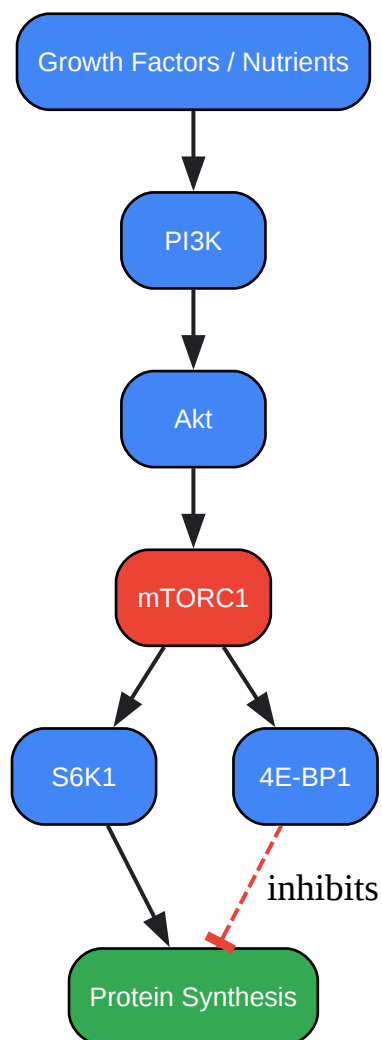 Growth Factors / Nutrients
PI3K
Akt
mTORC1
S6K1
4E-BP1
inhibits
Protein Synthesis